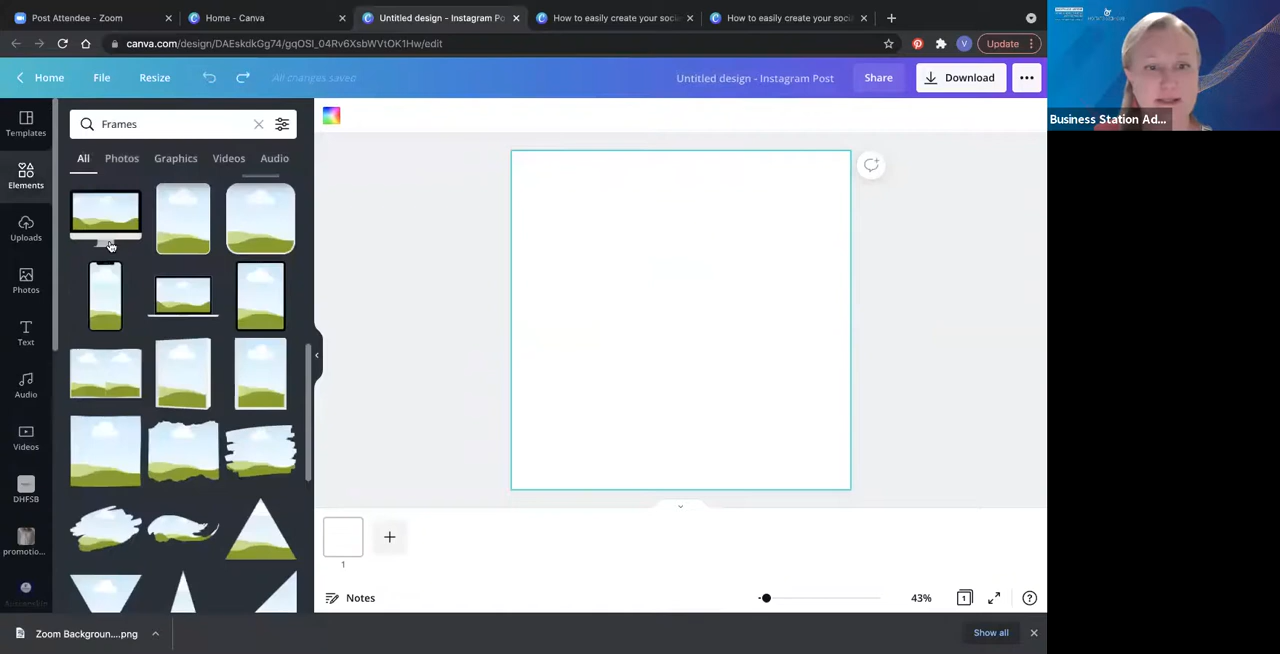 Post Attendee - Zoom
Home - Canva
Untitled design - Instagram Po
How to easily create your soci
How to easily create your soci
canva.com/design/DAEskdkGg74/gqOSI_04Rv6XsbWVtOK1Hw/edit
V
Update
Home
File
Resize
All changes saved
Untitled design - Instagram Post
Share
Download
Templates
Elements
Uploads
Photos
Text
Audio
Videos
DHFSB
promotio...
Frames
All
Photos
Graphics
Videos
Audio
1
Notes
43%
1
Zoom Backgroun....png
Show all
Business Station Ad...